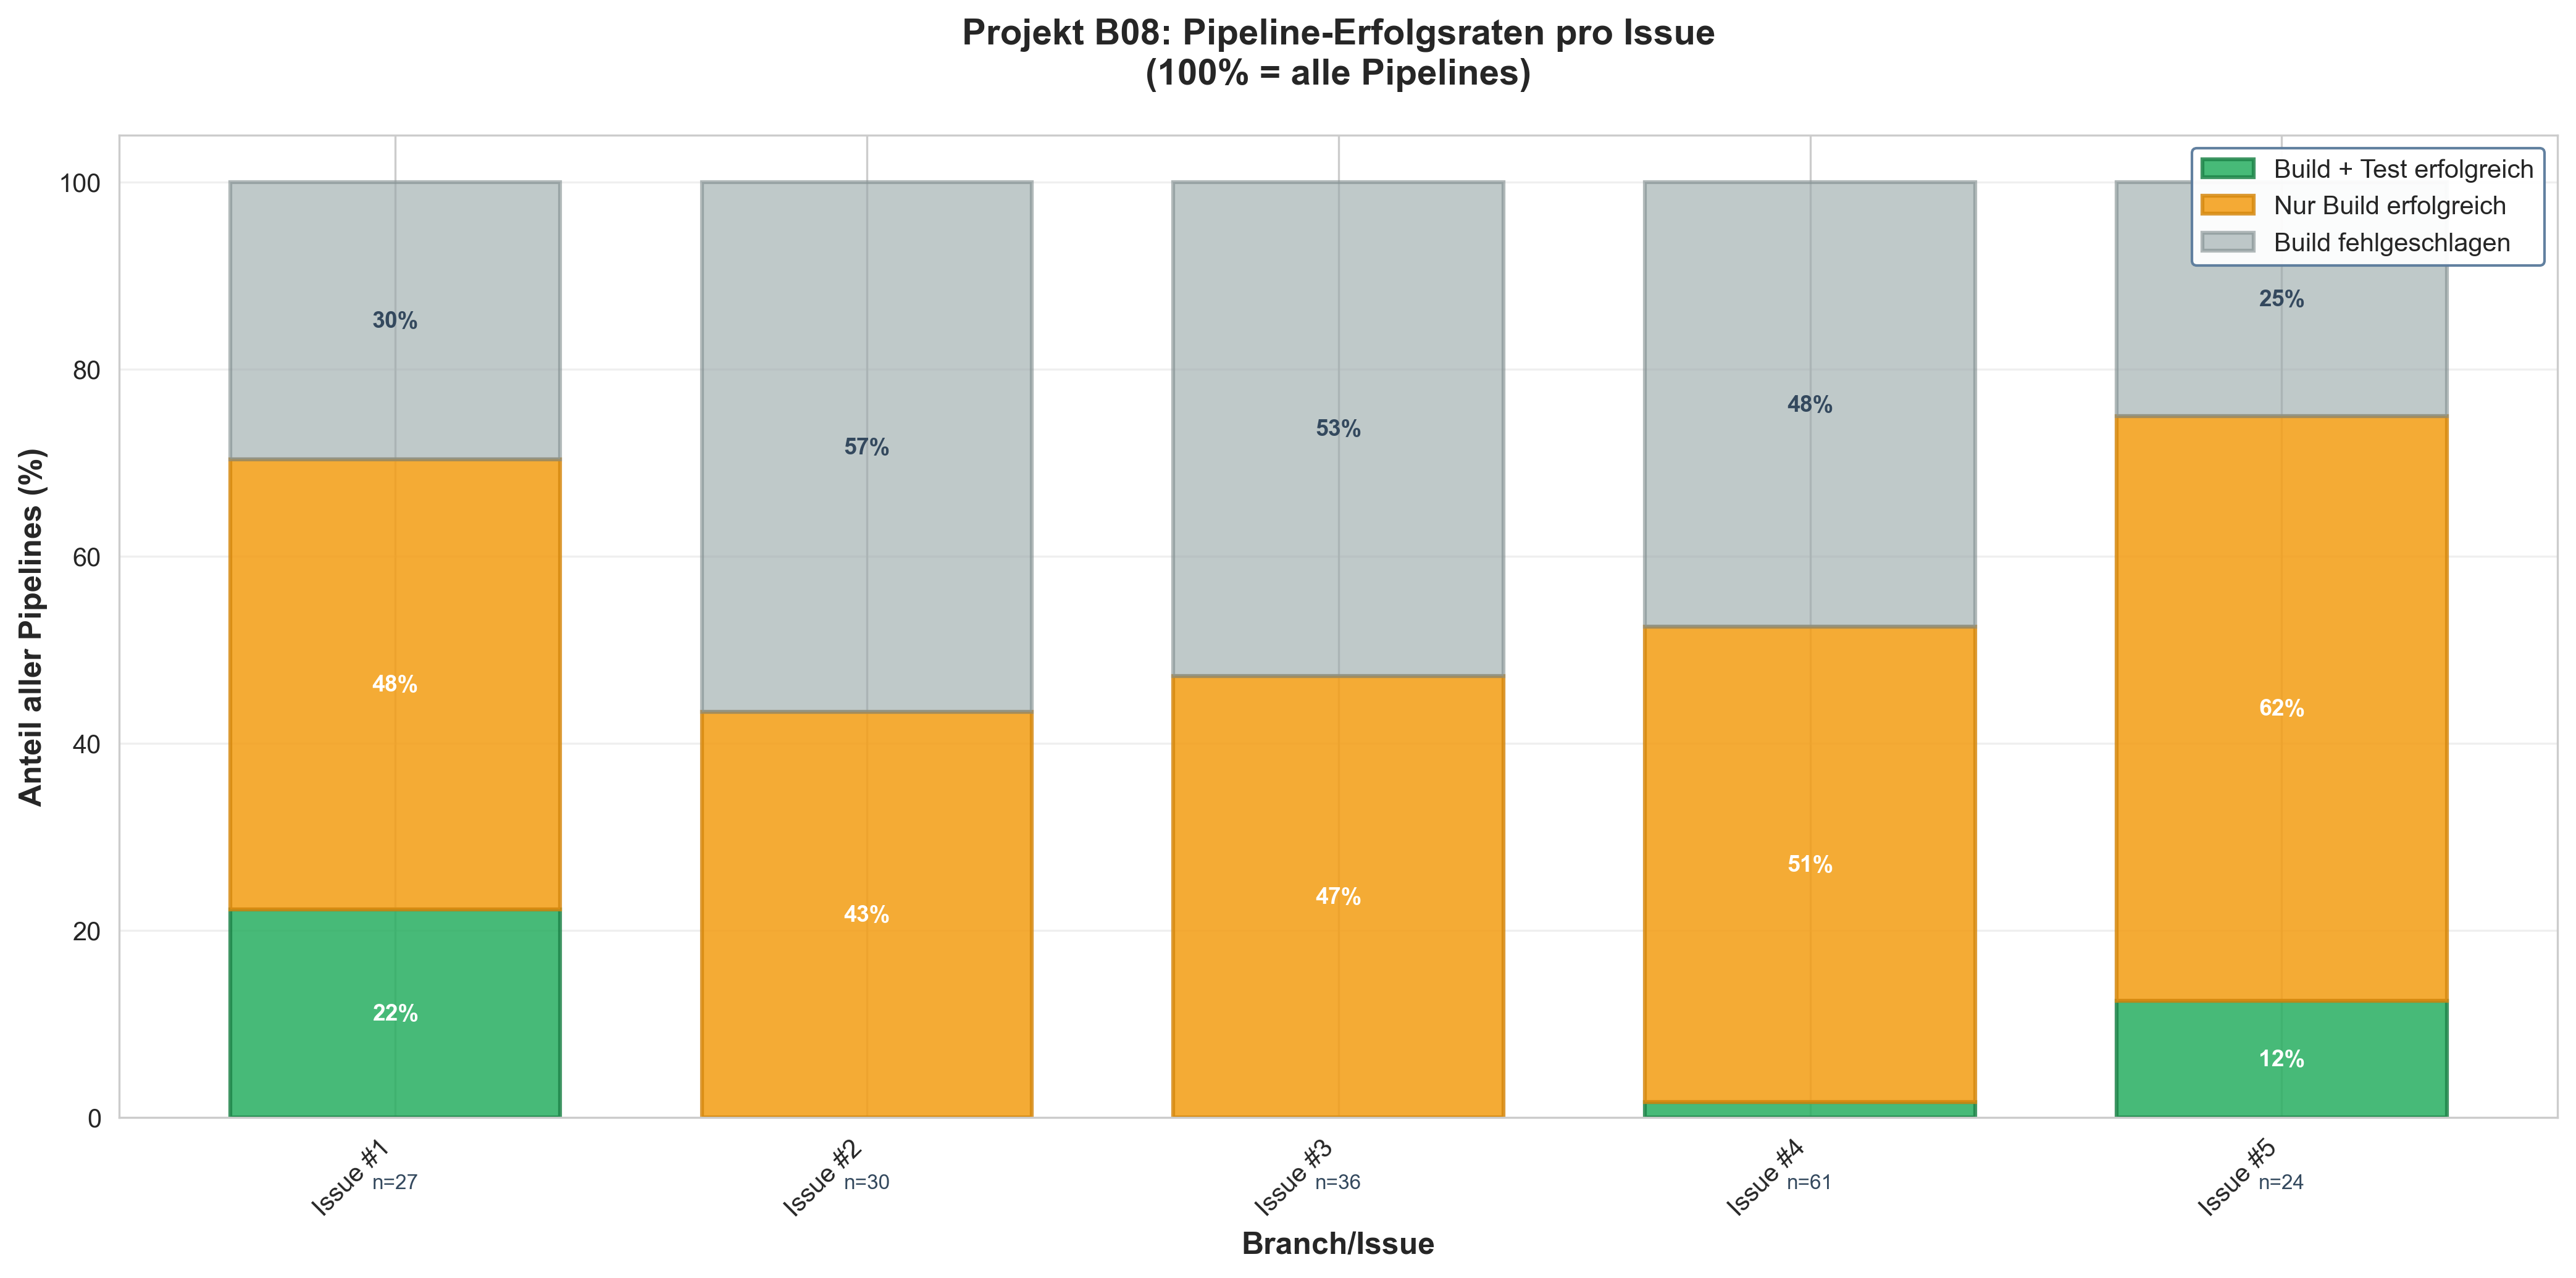 Projekt B08: Pipeline-Erfolgsraten pro Issue
(100% = alle Pipelines)
Anteil aller Pipelines (%)
100
80
60
40
20
0
Build + Test erfolgreich
Nur Build erfolgreich
Build fehlgeschlagen
30%
48%
22%
57%
43%
53%
47%
48%
51%
25%
62%
12%
Issue #1
n=27
Issue #2
n=30
Issue #3
n=36
Issue #4
n=61
Issue #5
n=24
Branch/Issue